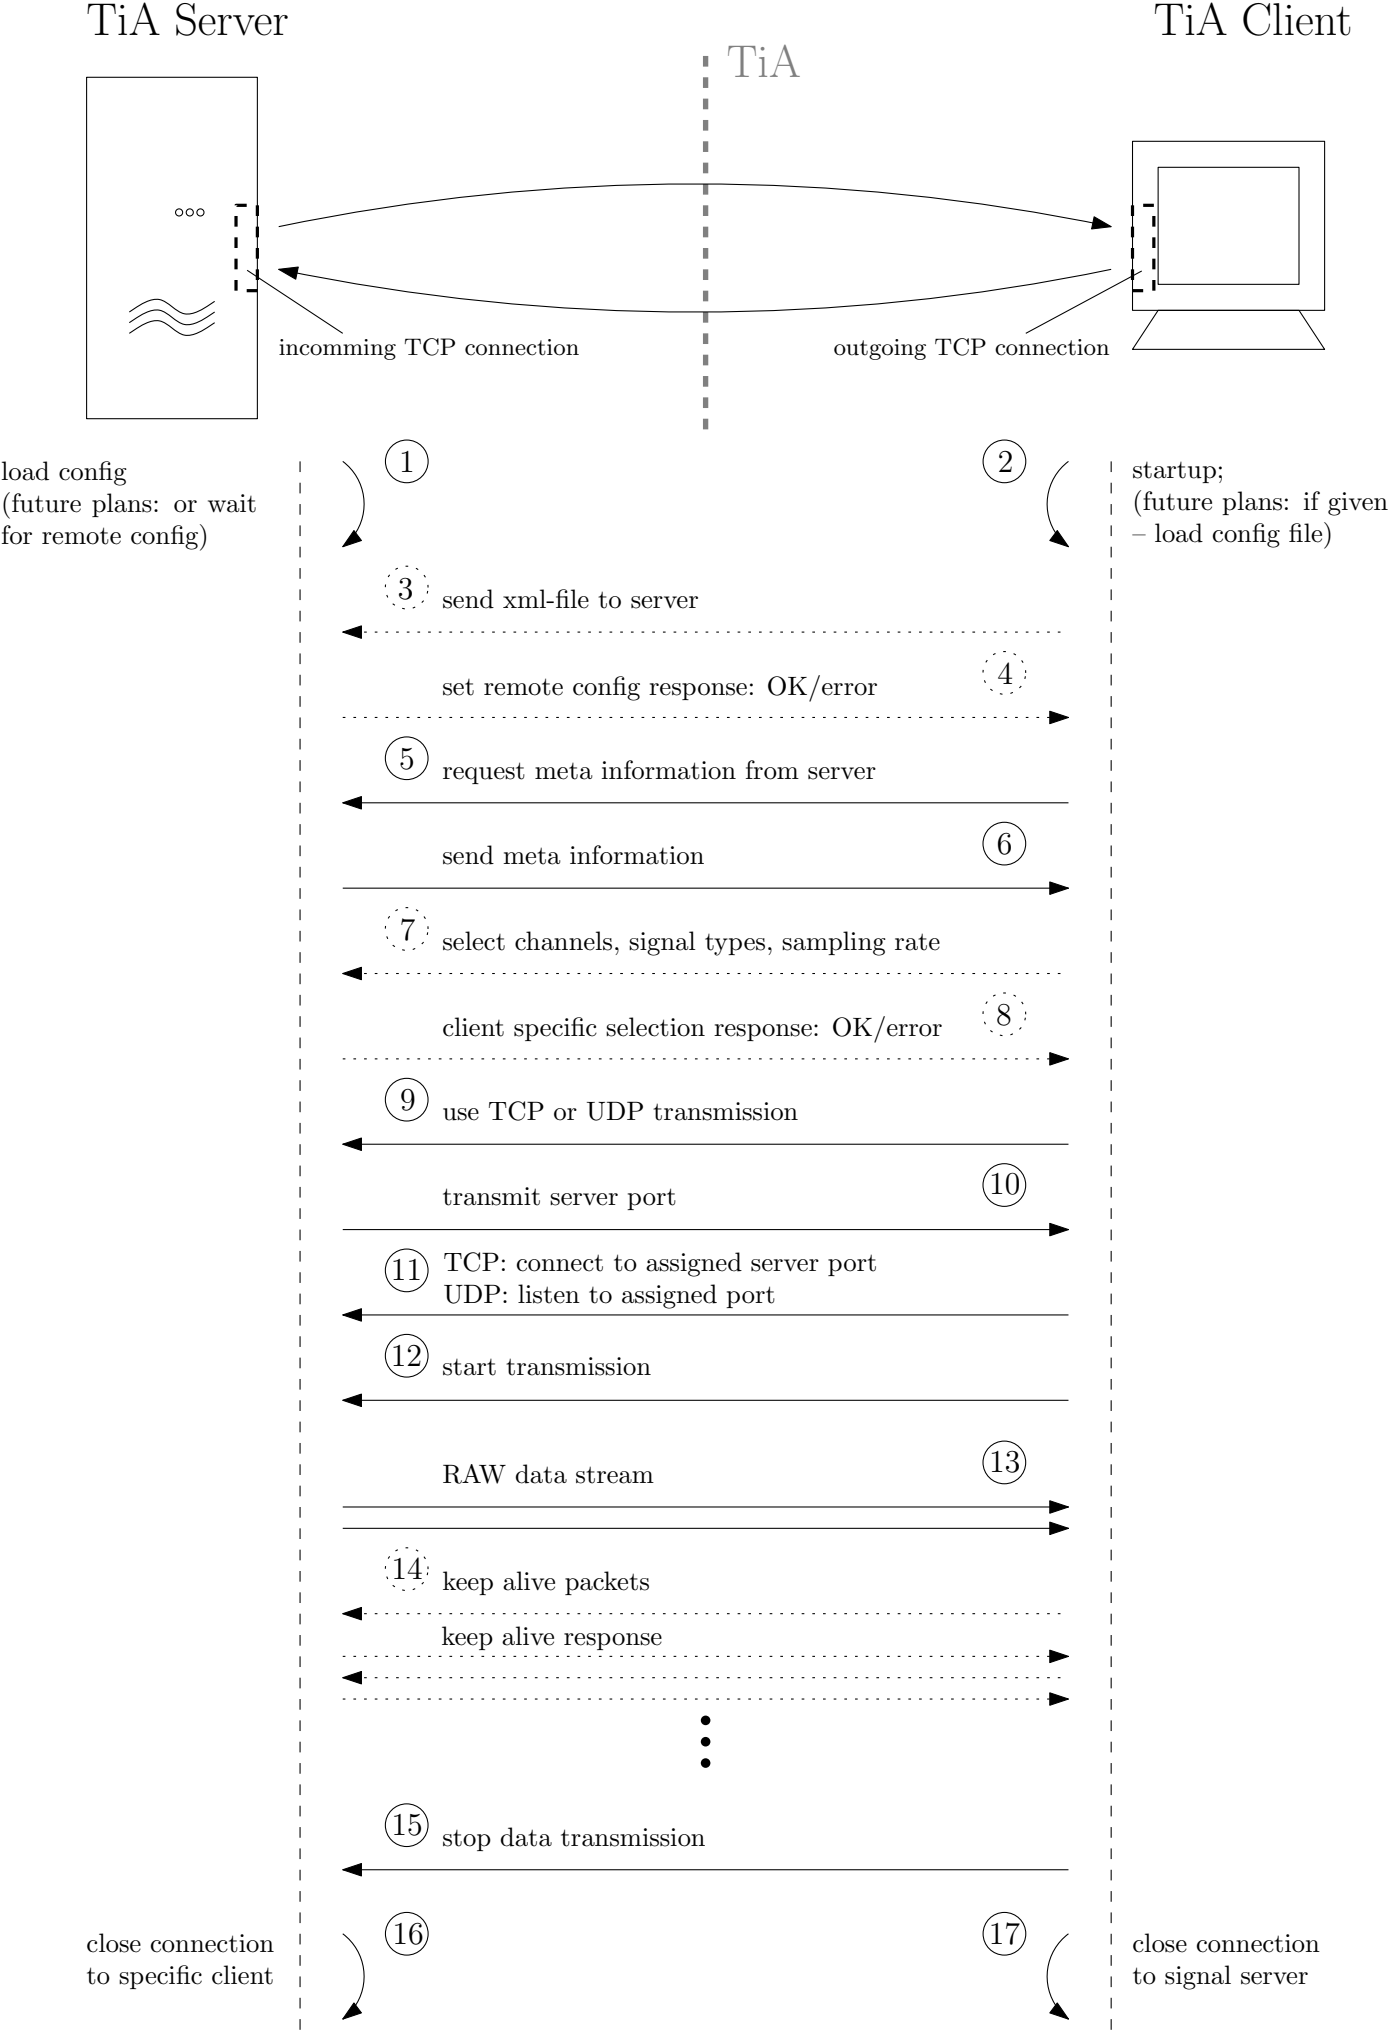 TiA Server
TiA Client
TiA
incomming TCP connection
outgoing TCP connection
1
2
load config
(future plans: or wait
for remote config)
startup;
(future plans: if given
– load config file)
3
send xml-file to server
set remote config response: OK/error
4
5
request meta information from server
send meta information
6
7
select channels, signal types, sampling rate
client specific selection response: OK/error
8
9
use TCP or UDP transmission
transmit server port
10
11
TCP: connect to assigned server port
UDP: listen to assigned port
12
start transmission
RAW data stream
13
14
keep alive packets
keep alive response
15
stop data transmission
16
17
close connection
to specific client
close connection
to signal server